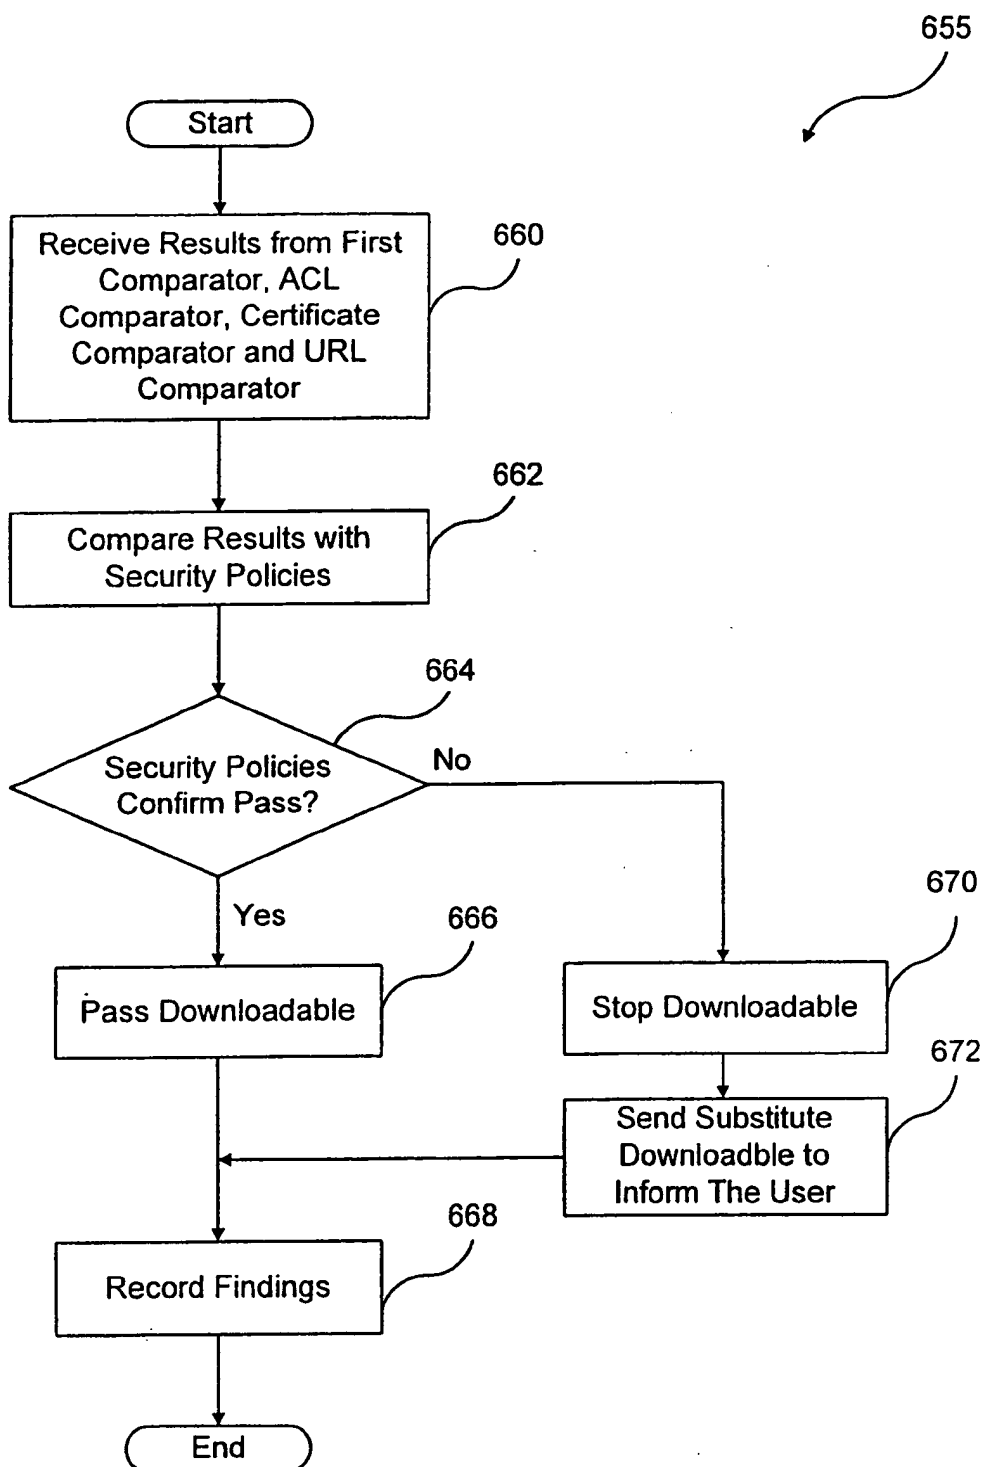 655
Start
660
Receive Results from First
Comparator, ACL
Comparator, Certificate
Comparator and URL
Comparator
662
Compare Results with
Security Policies
664
Security Policies
Confirm Pass?
No
Yes
666
Pass Downloadable
670
Stop Downloadable
672
Send Substitute
Downloadble to
Inform The User
668
Record Findings
End